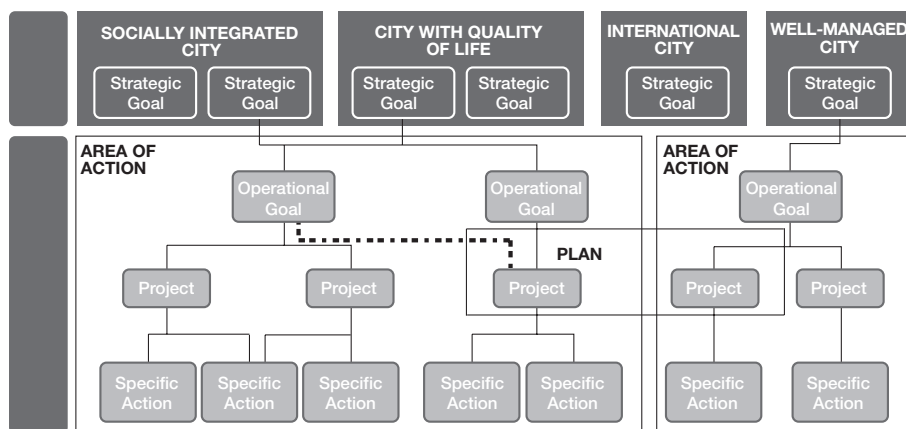 SOCIALLY INTEGRATED
CITY
Strategic
Goal
Strategic
Goal
CITY WITH QUALITY
OF LIFE
Strategic
Goal
Strategic
Goal
INTERNATIONAL
CITY
Strategic
Goal
WELL-MANAGED
CITY
Strategic
Goal
AREA OF
ACTION
Operational
Goal
Operational
Goal
AREA OF
ACTION
Operational
Goal
PLAN
Project
Project
Project
Project
Project
Specific
Action
Specific
Action
Specific
Action
Specific
Action
Specific
Action
Specific
Action
Specific
Action